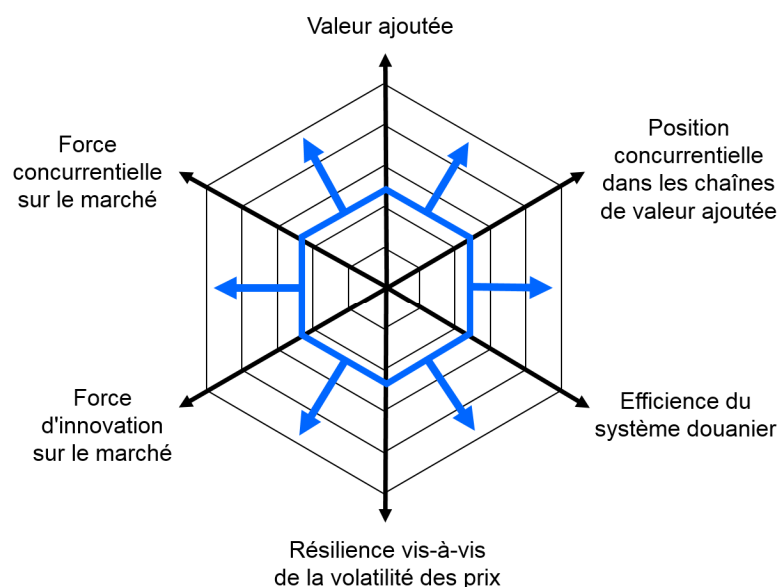 Valeur ajoutée
Force
concurrentielle
sur le marché
Position
concurrentielle
dans les chaînes
de valeur ajoutée
Force
d'innovation
sur le marché
Efficience du
système douanier
Résilience vis-à-vis
de la volatilité des prix